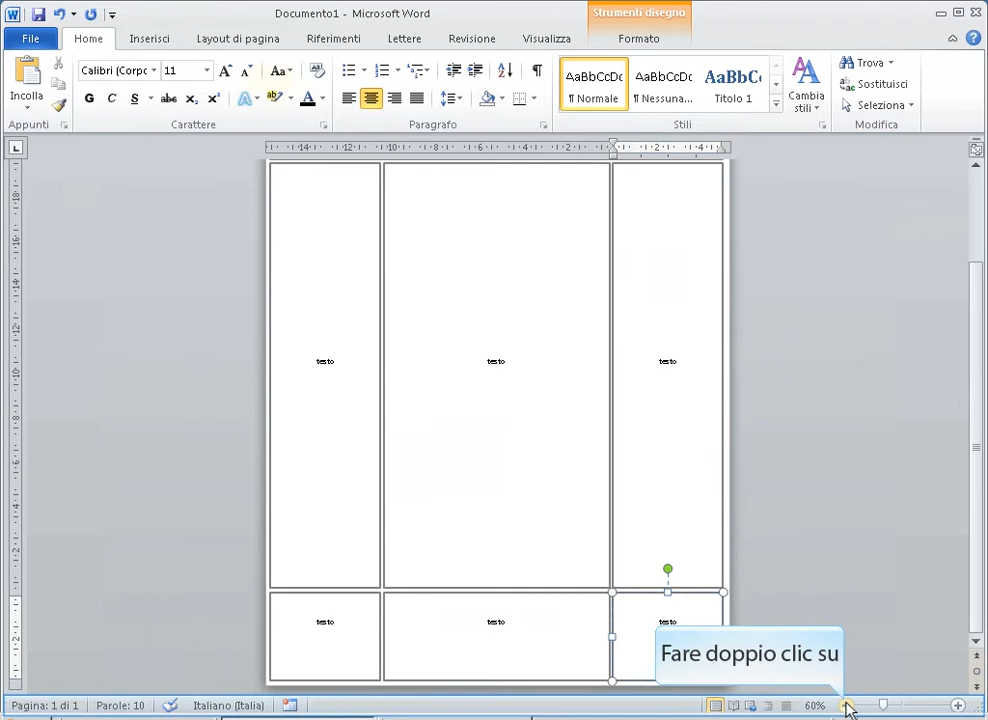 Documento1 - Microsoft Word
Strumenti disegno
File
Home
Inserisci
Layout di pagina
Riferimenti
Lettere
Revisione
Visualizza
Formato
Incolla
Appunti
Calibri (Corpc
11
Aa
G C S abc x₂ x²
Carattere
Paragrafo
AaBbCcDc
¶ Normale
AaBbCcDc
¶ Nessuna...
AaBbC
Titolo 1
Cambia
stili
Stili
Trova
Sostituisci
Seleziona
Modifica
testo
testo
testo
testo
testo
testo
Fare doppio clic su
Pagina: 1 di 1
Parole: 10
Italiano (Italia)
60%